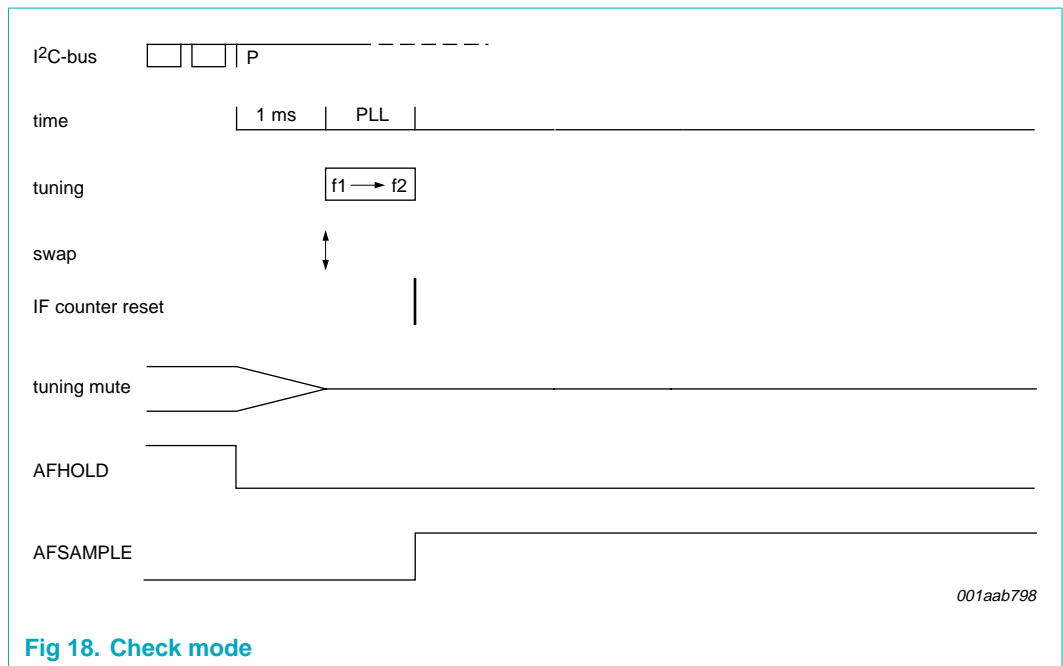 I²C-bus P
time 1 ms PLL
tuning f1 → f2
swap
IF counter reset
tuning mute
AFHOLD
AFSAMPLE
001aab798
Fig 18. Check mode